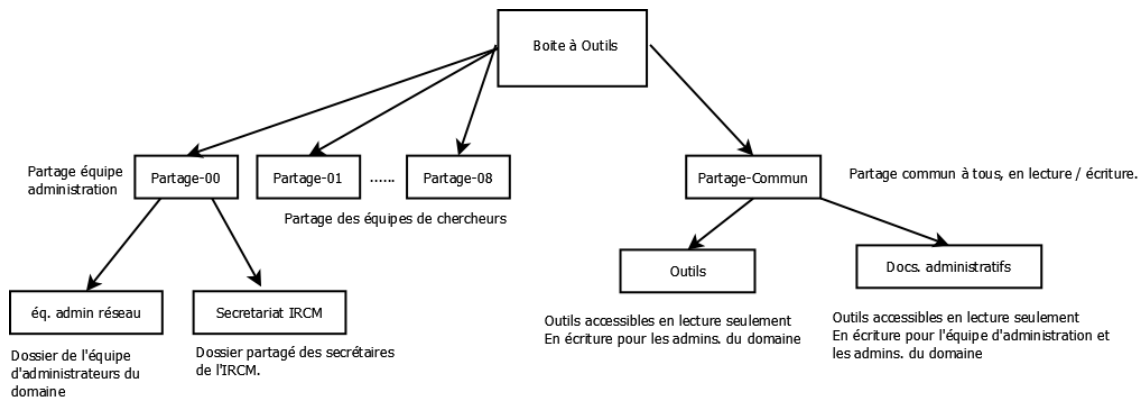 Boite à Outils
Partage équipe
administration
Partage-00
Partage-01
......
Partage-08
Partage-Commun
Partage commun à tous, en lecture / écriture.
Partage des équipes de chercheurs
Outils
Docs. administratifs
éq. admin réseau
Secretariat IRCM
Outils accessibles en lecture seulement
En écriture pour les admins. du domaine
Outils accessibles en lecture seulement
En écriture pour l'équipe d'administration et
les admins. du domaine
Dossier de l'équipe
d'administrateurs du
domaine
Dossier partagé des secrétaires
de l'IRCM.